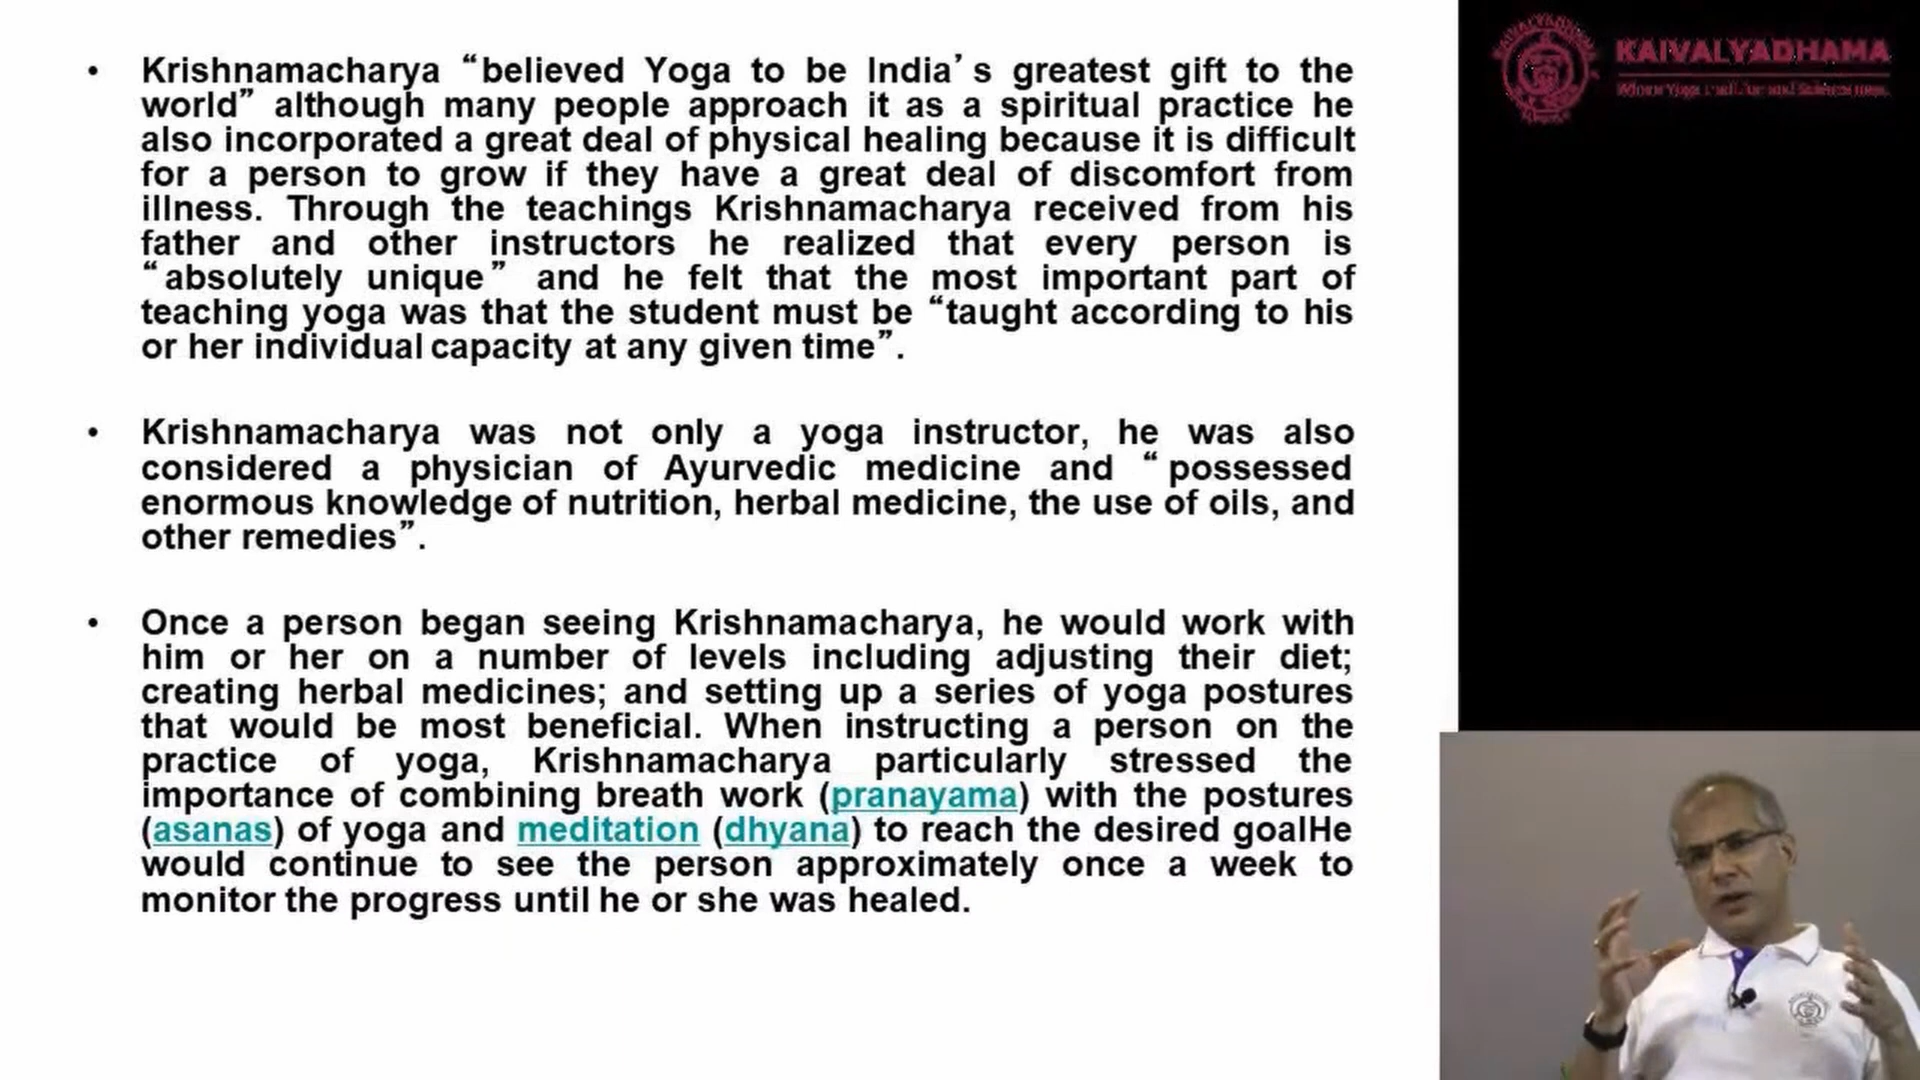 • Krishnamacharya “believed Yoga to be India’s greatest gift to the
world” although many people approach it as a spiritual practice he
also incorporated a great deal of physical healing because it is difficult
for a person to grow if they have a great deal of discomfort from
illness. Through the teachings Krishnamacharya received from his
father and other instructors he realized that every person is
“absolutely unique” and he felt that the most important part of
teaching yoga was that the student must be “taught according to his
or her individual capacity at any given time”.
• Krishnamacharya was not only a yoga instructor, he was also
considered a physician of Ayurvedic medicine and “possessed
enormous knowledge of nutrition, herbal medicine, the use of oils, and
other remedies”.
• Once a person began seeing Krishnamacharya, he would work with
him or her on a number of levels including adjusting their diet;
creating herbal medicines; and setting up a series of yoga postures
that would be most beneficial. When instructing a person on the
practice of yoga, Krishnamacharya particularly stressed the
importance of combining breath work (pranayama) with the postures
(asanas) of yoga and meditation (dhyana) to reach the desired goalHe
would continue to see the person approximately once a week to
monitor the progress until he or she was healed.
KAIVALYADHAMA
Where Yoga Tradition and Science